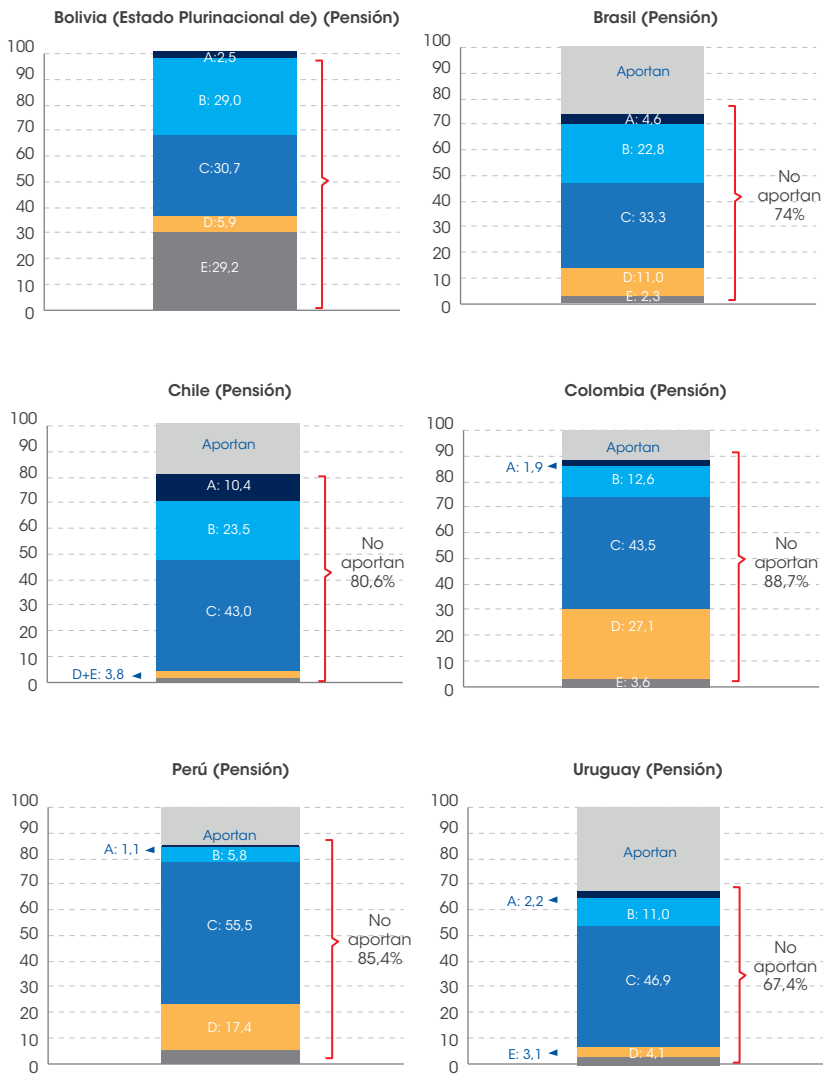 Bolivia (Estado Plurinacional de) (Pensión)
100
90
80
70
60
50
40
30
20
10
0
A:2,5
B: 29,0
C:30,7
D:5,9
E:29,2
Brasil (Pensión)
100
90
80
70
60
50
40
30
20
10
0
Aportan
A: 4,6
B: 22,8
C: 33,3
D:11,0
E: 2,3
No
aportan
74%
Chile (Pensión)
100
90
80
70
60
50
40
30
20
10
0
Aportan
A: 10,4
B: 23,5
C: 43,0
D+E: 3,8
No
aportan
80,6%
Colombia (Pensión)
100
90
80
70
60
50
40
30
20
10
0
Aportan
A: 1,9
B: 12,6
C: 43,5
D: 27,1
E: 3,6
No
aportan
88,7%
Perú (Pensión)
100
90
80
70
60
50
40
30
20
10
0
Aportan
A: 1,1
B: 5,8
C: 55,5
D: 17,4
No
aportan
85,4%
Uruguay (Pensión)
100
90
80
70
60
50
40
30
20
10
0
Aportan
A: 2,2
B: 11,0
C: 46,9
D: 4,1
E: 3,1
No
aportan
67,4%